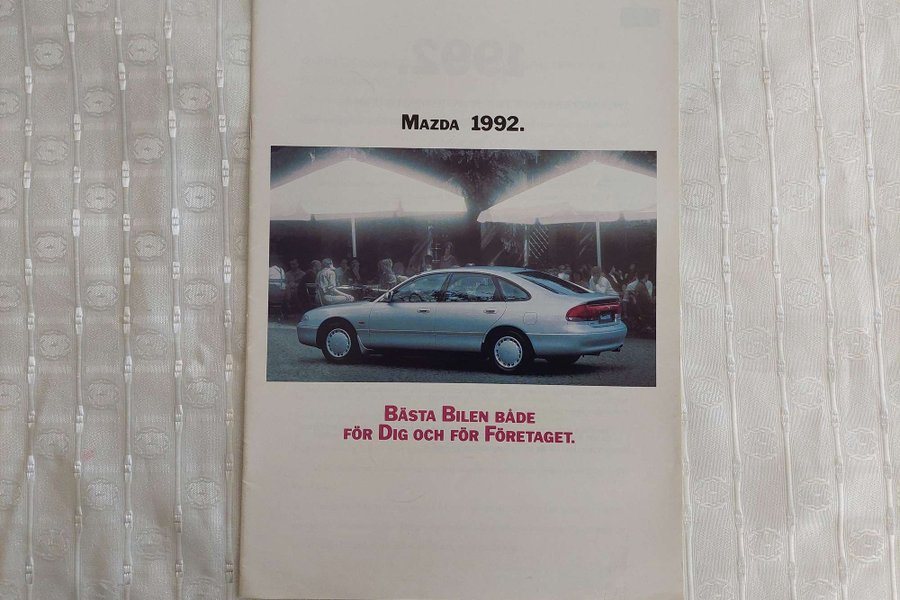 MAZDA 1992.
BÄSTA BILEN BÅDE
FÖR DIG OCH FÖR FÖRETAGET.